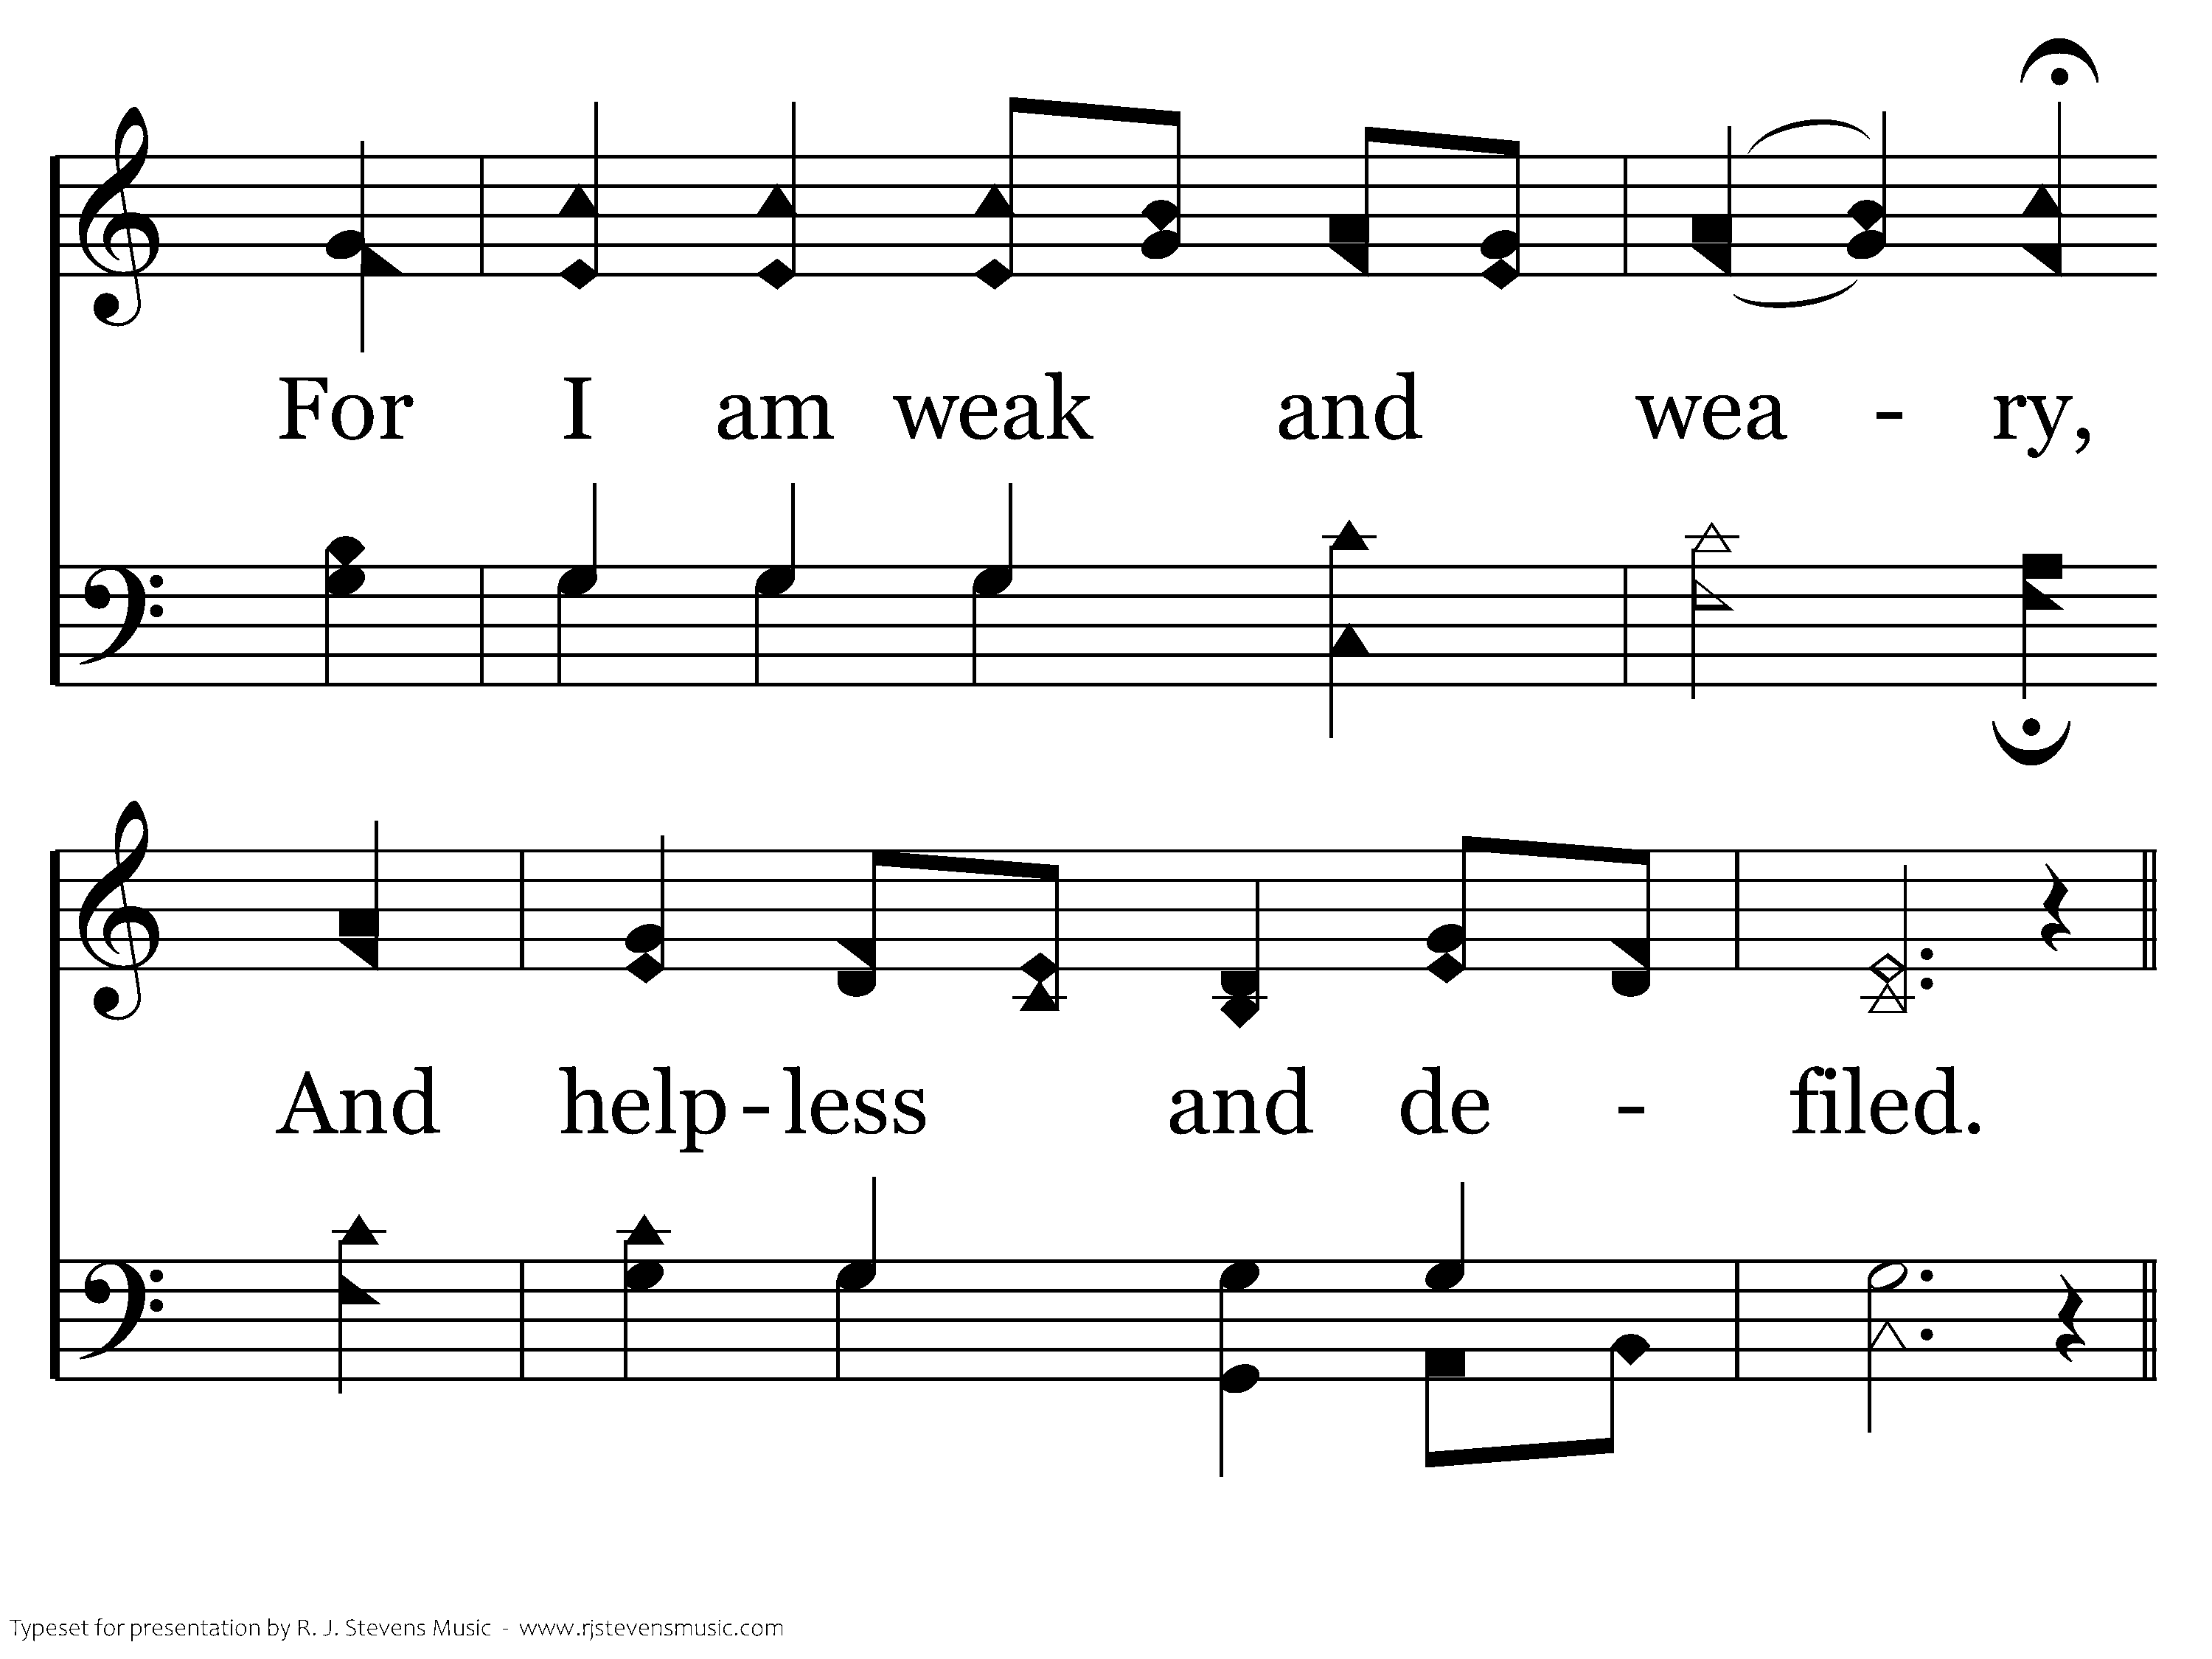 For I am weak and wea - ry,
And help - less and de - filed.
Typeset for presentation by R. J. Stevens Music - www.rjstevensmusic.com